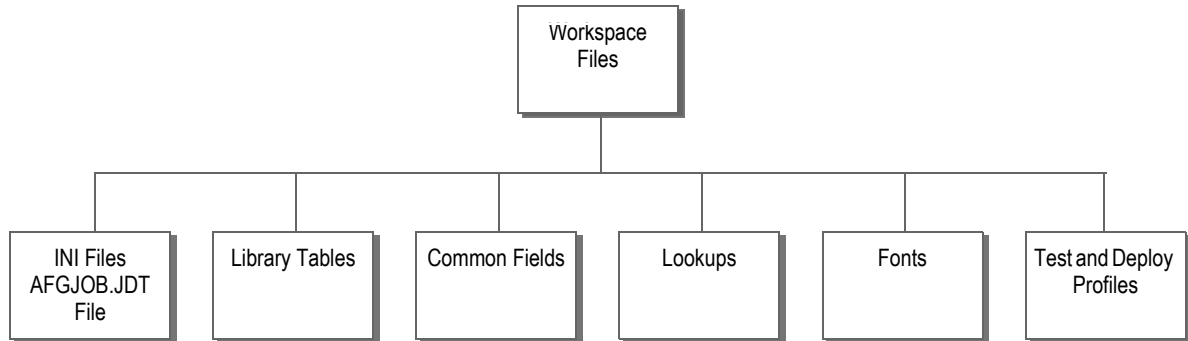 Workspace
Files
INI Files
AFGJOB.JDT
File
Library Tables
Common Fields
Lookups
Fonts
Test and Deploy
Profiles